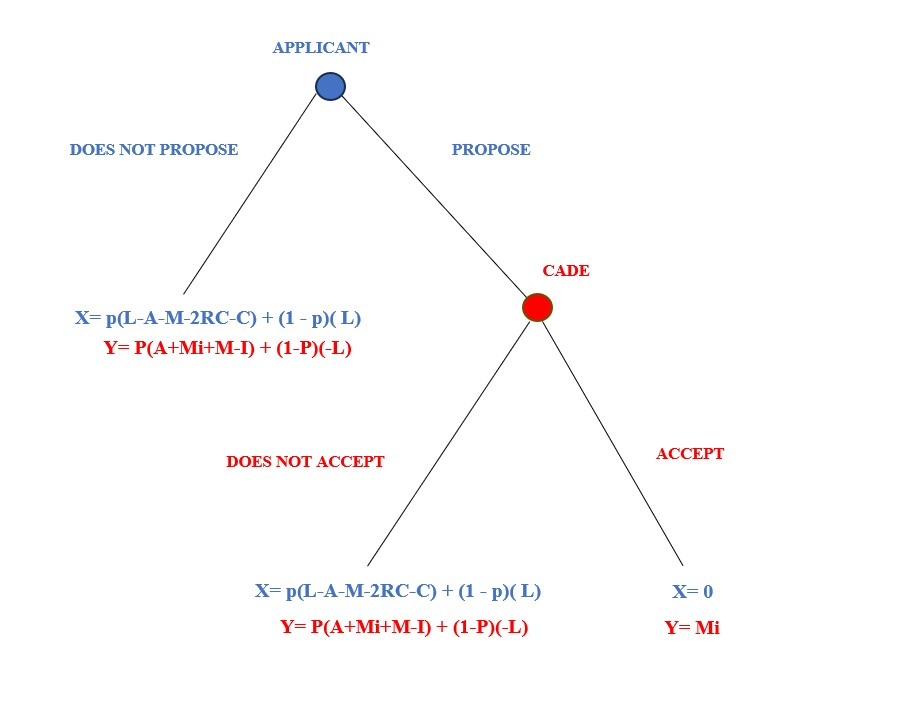 APPLICANT
DOES NOT PROPOSE
PROPOSE
CADE
X= p(L-A-M-2RC-C) + (1 - p)( L)
Y= P(A+Mi+M-I) + (1-P)(-L)
DOES NOT ACCEPT
ACCEPT
X= p(L-A-M-2RC-C) + (1 - p)( L)
X= 0
Y= P(A+Mi+M-I) + (1-P)(-L)
Y= Mi